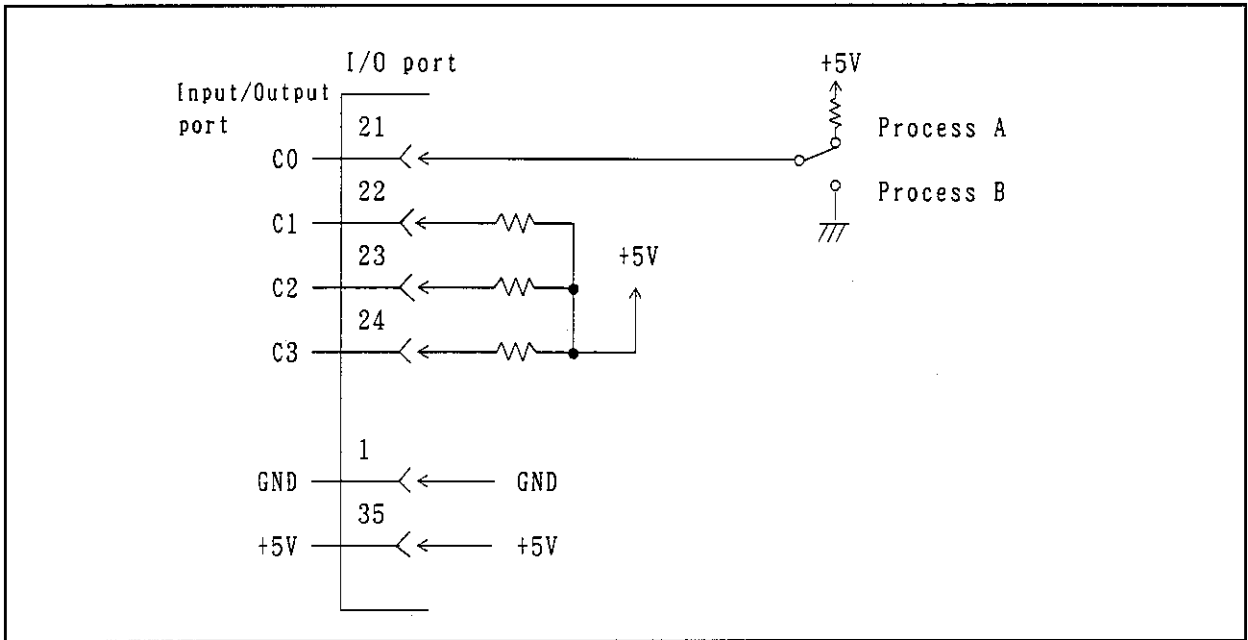 I/O port
Input/Output
port
+5V
21
Process A
C0
22
Process B
C1
23
+5V
C2
24
C3
1
GND
GND
35
+5V
+5V